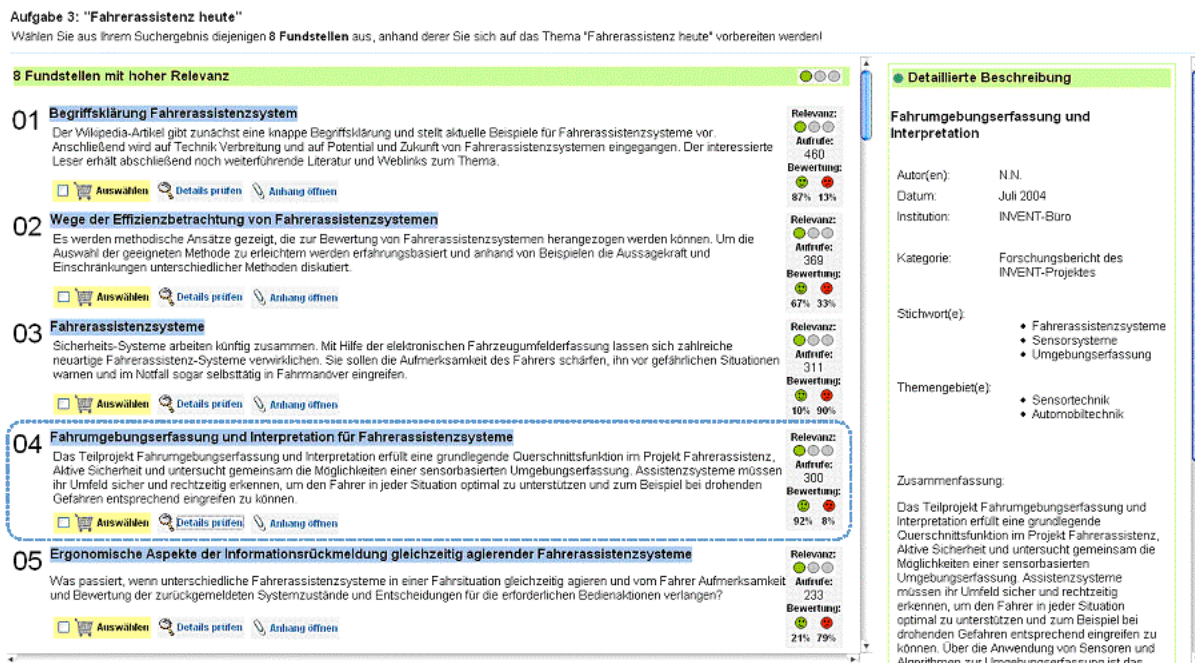 Aufgabe 3: "Fahrerassistenz heute"
Wählen Sie aus Ihrem Suchergebnis diejenigen 8 Fundstellen aus, anhand derer Sie sich auf das Thema "Fahrerassistenz heute" vorbereiten werden!
8 Fundstellen mit hoher Relevanz
01 Begriffsklärung Fahrerassistenzsystem
Der Wikipedia-Artikel gibt zunächst eine knappe Begriffsklärung und stellt aktuelle Beispiele für Fahrerassistenzsysteme vor.
Anschließend wird auf Technik Verbreitung und auf Potential und Zukunft von Fahrerassistenzsystemen eingegangen. Der interessierte
Leser erhält abschließend noch weiterführende Literatur und Weblinks zum Thema.
Auswählen Details prüfen Anhang öffnen
Relevanz:
Aufrufe:
460
Bewertung:
87% 13%
02 Wege der Effizienzbetrachtung von Fahrerassistenzsystemen
Es werden methodische Ansätze gezeigt, die zur Bewertung von Fahrerassistenzsystemen herangezogen werden können. Um die
Auswahl der geeigneten Methode zu erleichtern werden erfahrungsbasiert und anhand von Beispielen die Aussagekraft und
Einschränkungen unterschiedlicher Methoden diskutiert.
Auswählen Details prüfen Anhang öffnen
Relevanz:
Aufrufe:
369
Bewertung:
67% 33%
03 Fahrerassistenzsysteme
Sicherheits-Systeme arbeiten künftig zusammen. Mit Hilfe der elektronischen Fahrzeugumfelderfassung lassen sich zahlreiche
neuartige Fahrerassistenz-Systeme verwirklichen. Sie sollen die Aufmerksamkeit des Fahrers schärfen, ihn vor gefährlichen Situationen
warnen und im Notfall sogar selbsttätig in Fahrmanöver eingreifen.
Auswählen Details prüfen Anhang öffnen
Relevanz:
Aufrufe:
311
Bewertung:
10% 90%
04 Fahrumgebungserfassung und Interpretation für Fahrerassistenzsysteme
Das Teilprojekt Fahrumgebungserfassung und Interpretation erfüllt eine grundlegende Querschnittsfunktion im Projekt Fahrerassistenz,
Aktive Sicherheit und untersucht gemeinsam die Möglichkeiten einer sensorbasierten Umgebungserfassung. Assistenzsysteme müssen
ihr Umfeld sicher und rechtzeitig erkennen, um den Fahrer in jeder Situation optimal zu unterstützen und zum Beispiel bei drohenden
Gefahren entsprechend eingreifen zu können.
Auswählen Details prüfen Anhang öffnen
Relevanz:
Aufrufe:
300
Bewertung:
92% 8%
05 Ergonomische Aspekte der Informationsrückmeldung gleichzeitig agierender Fahrerassistenzsysteme
Was passiert, wenn unterschiedliche Fahrerassistenzsysteme in einer Fahrsituation gleichzeitig agieren und vom Fahrer Aufmerksamkeit
und Bewertung der zurückgemeldeten Systemzustände und Entscheidungen für die erforderlichen Bedienaktionen verlangen?
Auswählen Details prüfen Anhang öffnen
Relevanz:
Aufrufe:
233
Bewertung:
21% 79%
Detaillierte Beschreibung
Fahrumgebungserfassung und
Interpretation
Autor(en): N.N.
Datum: Juli 2004
Institution: INVENT-Büro
Kategorie: Forschungsbericht des
INVENT-Projektes
Stichwort(e):
• Fahrerassistenzsysteme
• Sensorsysteme
• Umgebungserfassung
Themengebiet(e):
• Sensortechnik
• Automobiltechnik
Zusammenfassung:
Das Teilprojekt Fahrumgebungserfassung und
Interpretation erfüllt eine grundlegende
Querschnittsfunktion im Projekt Fahrerassistenz,
Aktive Sicherheit und untersucht gemeinsam die
Möglichkeiten einer sensorbasierten
Umgebungserfassung. Assistenzsysteme
müssen ihr Umfeld sicher und rechtzeitig
erkennen, um den Fahrer in jeder Situation
optimal zu unterstützen und zum Beispiel bei
drohenden Gefahren entsprechend eingreifen zu
können. Über die Anwendung von Sensoren und
Algorithmen zur Umgebungserfassung ist das